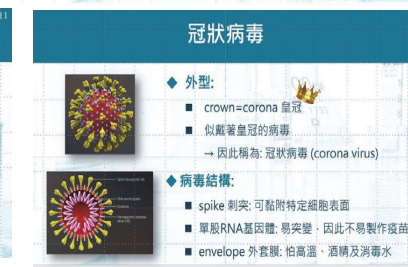 11
冠狀病毒
◆ 外型:
■ crown=corona 皇冠
■ 似戴著皇冠的病毒
→ 因此稱為: 冠狀病毒 (corona virus)
◆ 病毒結構:
■ spike 刺突: 可黏附特定細胞表面
■ 單股RNA基因體: 易突變，因此不易製作疫苗
■ envelope 外套膜: 怕高溫、酒精及消毒水